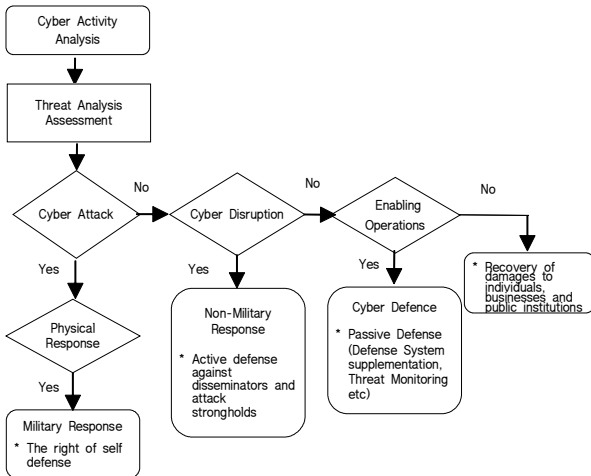 Cyber Activity
Analysis
Threat Analysis
Assessment
Cyber Attack
No
Cyber Disruption
No
Enabling
Operations
No
Yes
Physical
Response
Yes
Military Response
* The right of self
defense
Yes
Non-Military
Response
* Active defense
against
disseminators and
attack
strongholds
Yes
Cyber Defence
* Passive Defense
(Defense System
supplementation,
Threat Monitoring
etc)
* Recovery of
damages to
individuals,
businesses and
public institutions